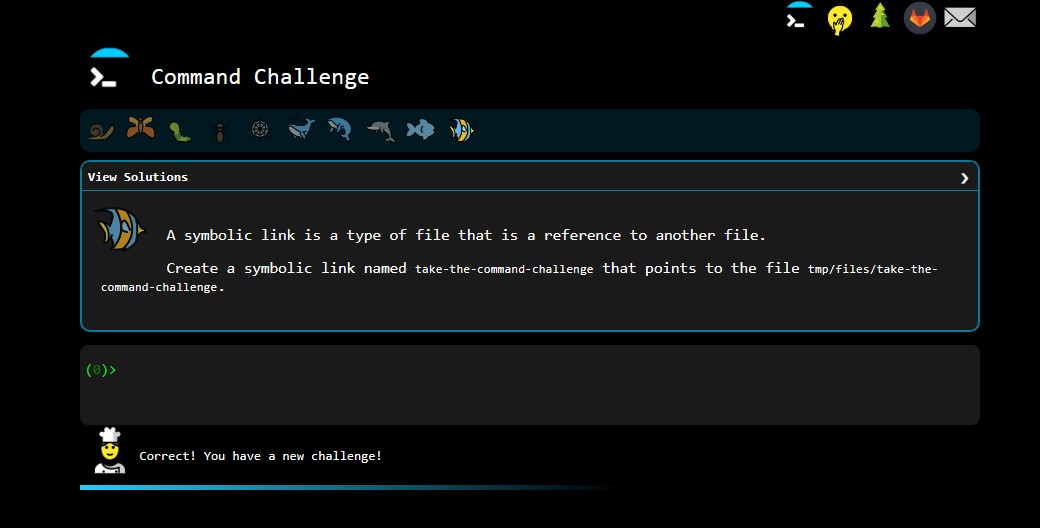 Command Challenge
View Solutions
A symbolic link is a type of file that is a reference to another file.
Create a symbolic link named take-the-command-challenge that points to the file tmp/files/take-the-
command-challenge.
(0)>
Correct! You have a new challenge!